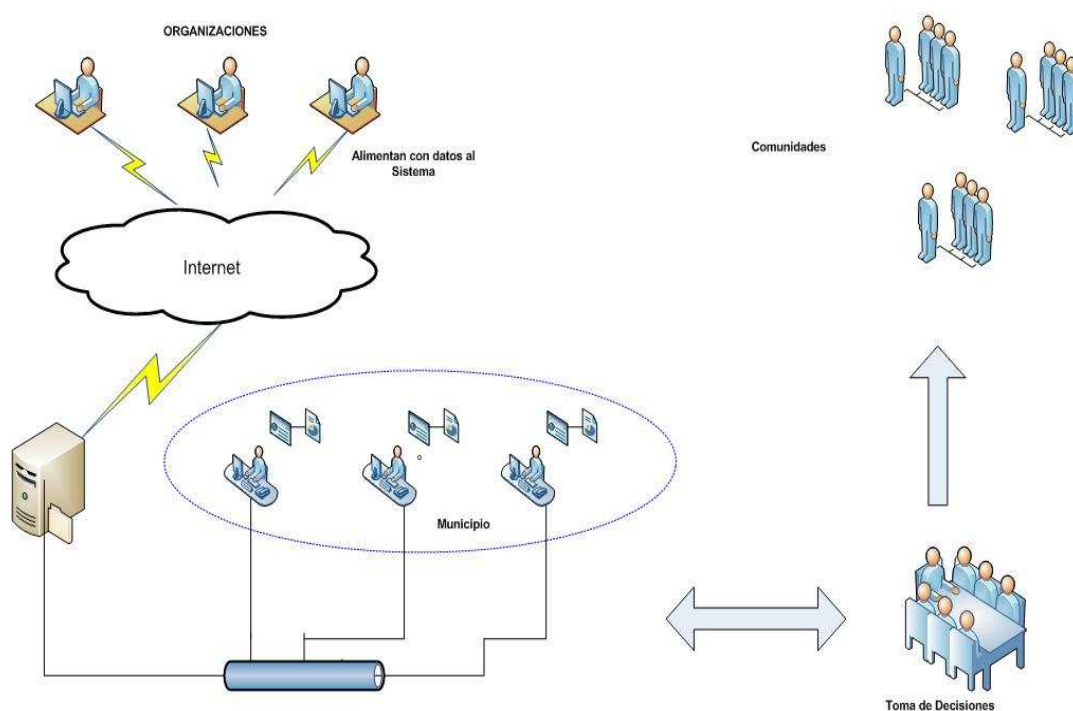 ORGANIZACIONES
Alimentan con datos al
Sistema
Comunidades
Internet
Municipio
Toma de Decisiones